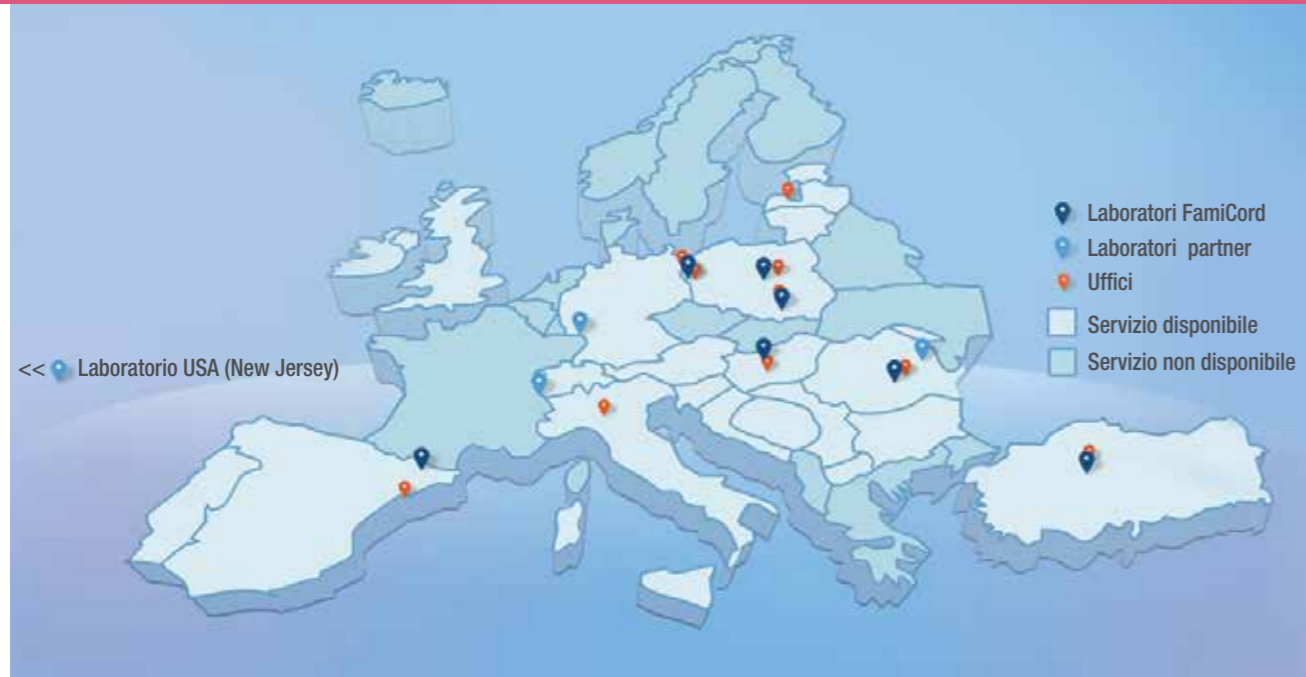 Laboratori FamiCord
Laboratori partner
Uffici
Servizio disponibile
Servizio non disponibile
<< Laboratorio USA (New Jersey)